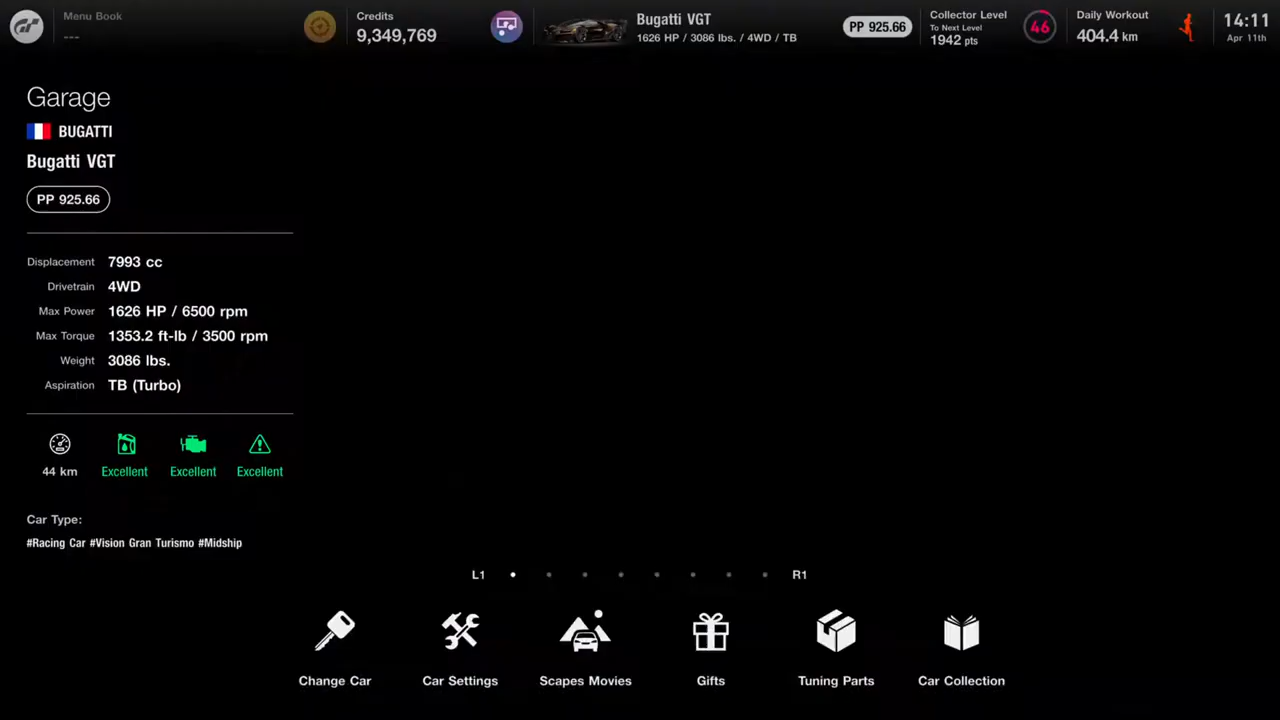 Menu Book
---
Credits
9,349,769
Bugatti VGT
1626 HP / 3086 lbs. / 4WD / TB
PP 925.66
Collector Level
To Next Level
1942 pts
46
Daily Workout
404.4 km
14:11
Apr 11th
Garage
BUGATTI
Bugatti VGT
PP 925.66
Displacement 7993 cc
Drivetrain 4WD
Max Power 1626 HP / 6500 rpm
Max Torque 1353.2 ft-lb / 3500 rpm
Weight 3086 lbs.
Aspiration TB (Turbo)
44 km Excellent Excellent Excellent
Car Type:
#Racing Car #Vision Gran Turismo #Midship
L1 R1
Change Car Car Settings Scapes Movies Gifts Tuning Parts Car Collection